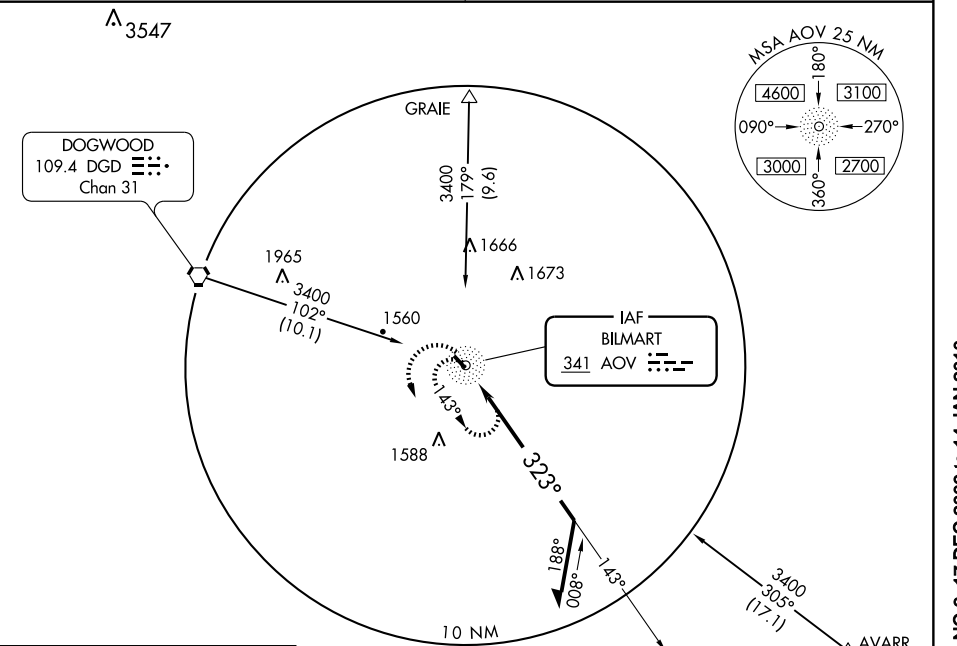 3547
MSA AOV 25 NM
180°
4600
3100
090°
270°
3000
2700
360°
GRAIE
DOGWOOD
109.4 DGD
Chan 31
3400
179°
(9.6)
1666
1673
1965
3400
102°
(10.1)
1560
IAF
BILMART
341 AOV
143°
1588
323°
188°
008°
143°
3400
305°
(17.1)
10 NM
AVARR